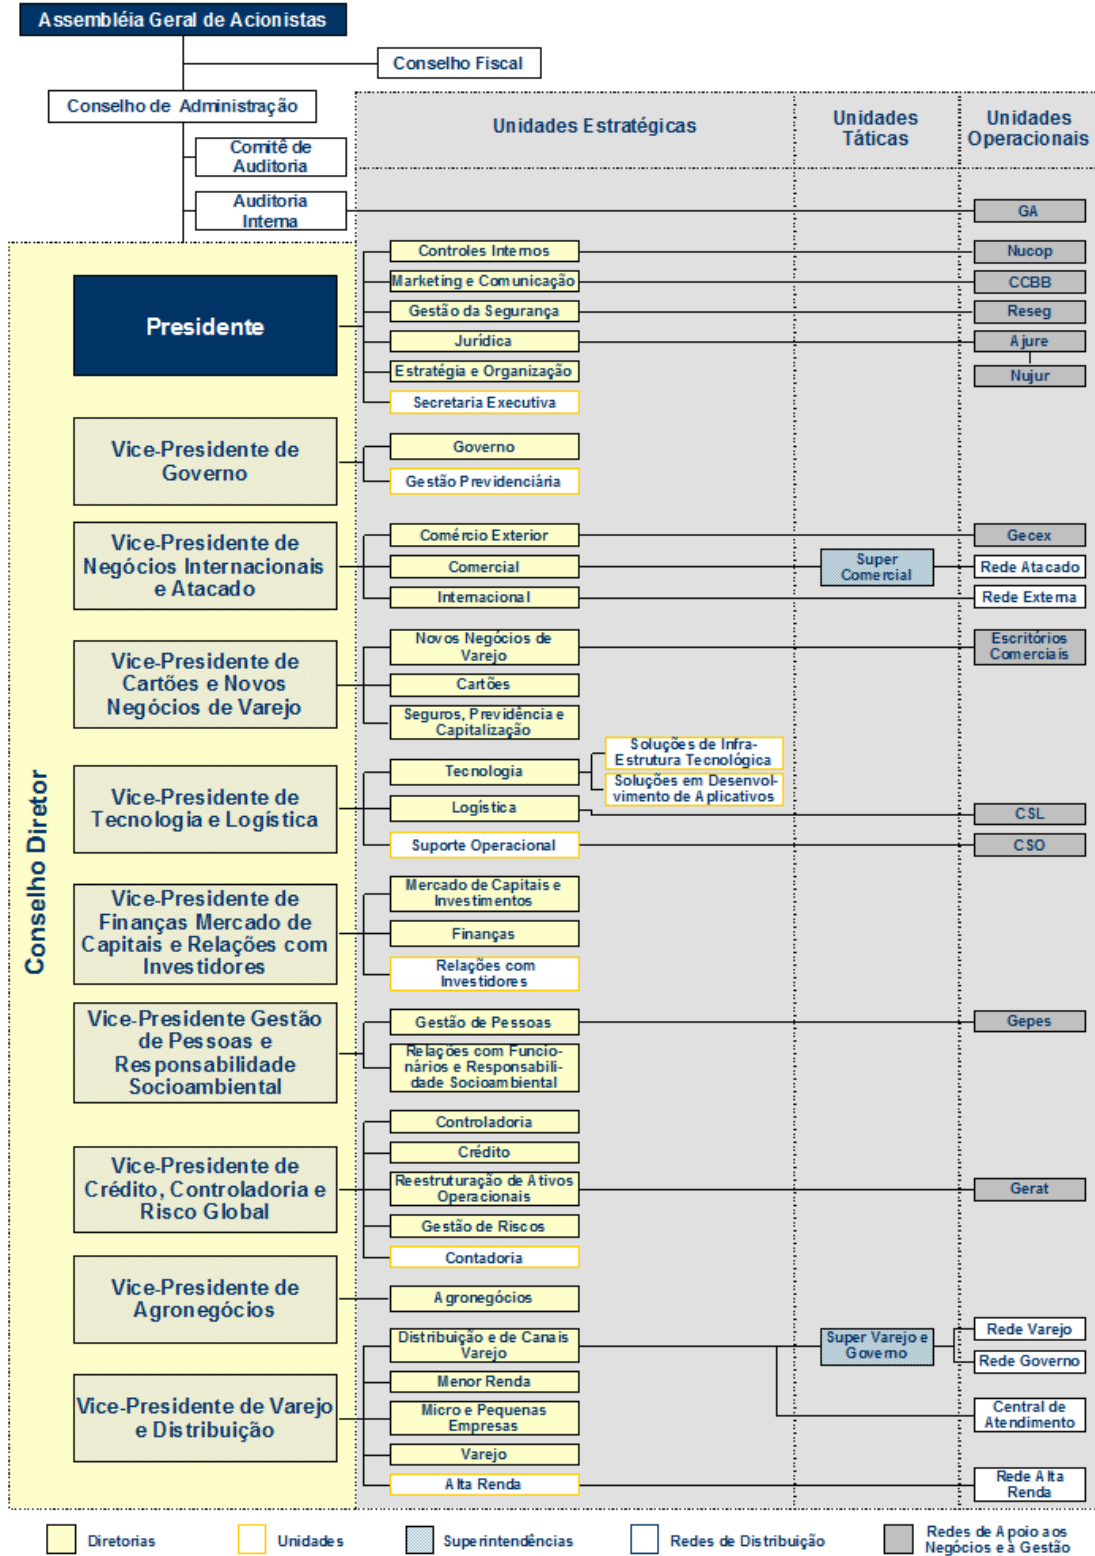 Assembléia Geral de Acionistas
Conselho Fiscal
Conselho de Administração
Comitê de
Auditoria
Auditoria
Interna
Unidades Estratégicas
Unidades
Táticas
Unidades
Operacionais
GA
Conselho Diretor
Presidente
Controles Internos
Nucop
Marketing e Comunicação
CCBB
Gestão da Segurança
Reseg
Jurídica
Ajure
Estratégia e Organização
Nujur
Secretaria Executiva
Vice-Presidente de
Governo
Governo
Gestão Previdenciária
Vice-Presidente de
Negócios Internacionais
e Atacado
Comércio Exterior
Gecex
Comercial
Super
Comercial
Rede Atacado
Internacional
Rede Externa
Vice-Presidente de
Cartões e Novos
Negócios de Varejo
Novos Negócios de
Varejo
Escritórios
Comerciais
Cartões
Seguros, Previdência e
Capitalização
Vice-Presidente de
Tecnologia e Logística
Tecnologia
Soluções de Infra-
Estrutura Tecnológica
Soluções em Desenvol-
vimento de Aplicativos
Logística
CSL
Suporte Operacional
CSO
Vice-Presidente de
Finanças Mercado de
Capitais e Relações com
Investidores
Mercado de Capitais e
Investimentos
Finanças
Relações com
Investidores
Vice-Presidente Gestão
de Pessoas e
Responsabilidade
Socioambiental
Gestão de Pessoas
Gepes
Relações com Funcio-
nários e Responsabili-
dade Socioambiental
Vice-Presidente de
Crédito, Controladoria e
Risco Global
Controladoria
Crédito
Reestruturação de Ativos
Operacionais
Gerat
Gestão de Riscos
Contadoria
Vice-Presidente de
Agronegócios
Agronegócios
Vice-Presidente de Varejo
e Distribuição
Distribuição e de Canais
Varejo
Super Varejo e
Governo
Rede Varejo
Rede Governo
Menor Renda
Micro e Pequenas
Empresas
Central de
Atendimento
Varejo
Alta Renda
Rede Alta
Renda
Diretorias
Unidades
Superintendências
Redes de Distribuição
Redes de Apoio aos
Negócios e à Gestão